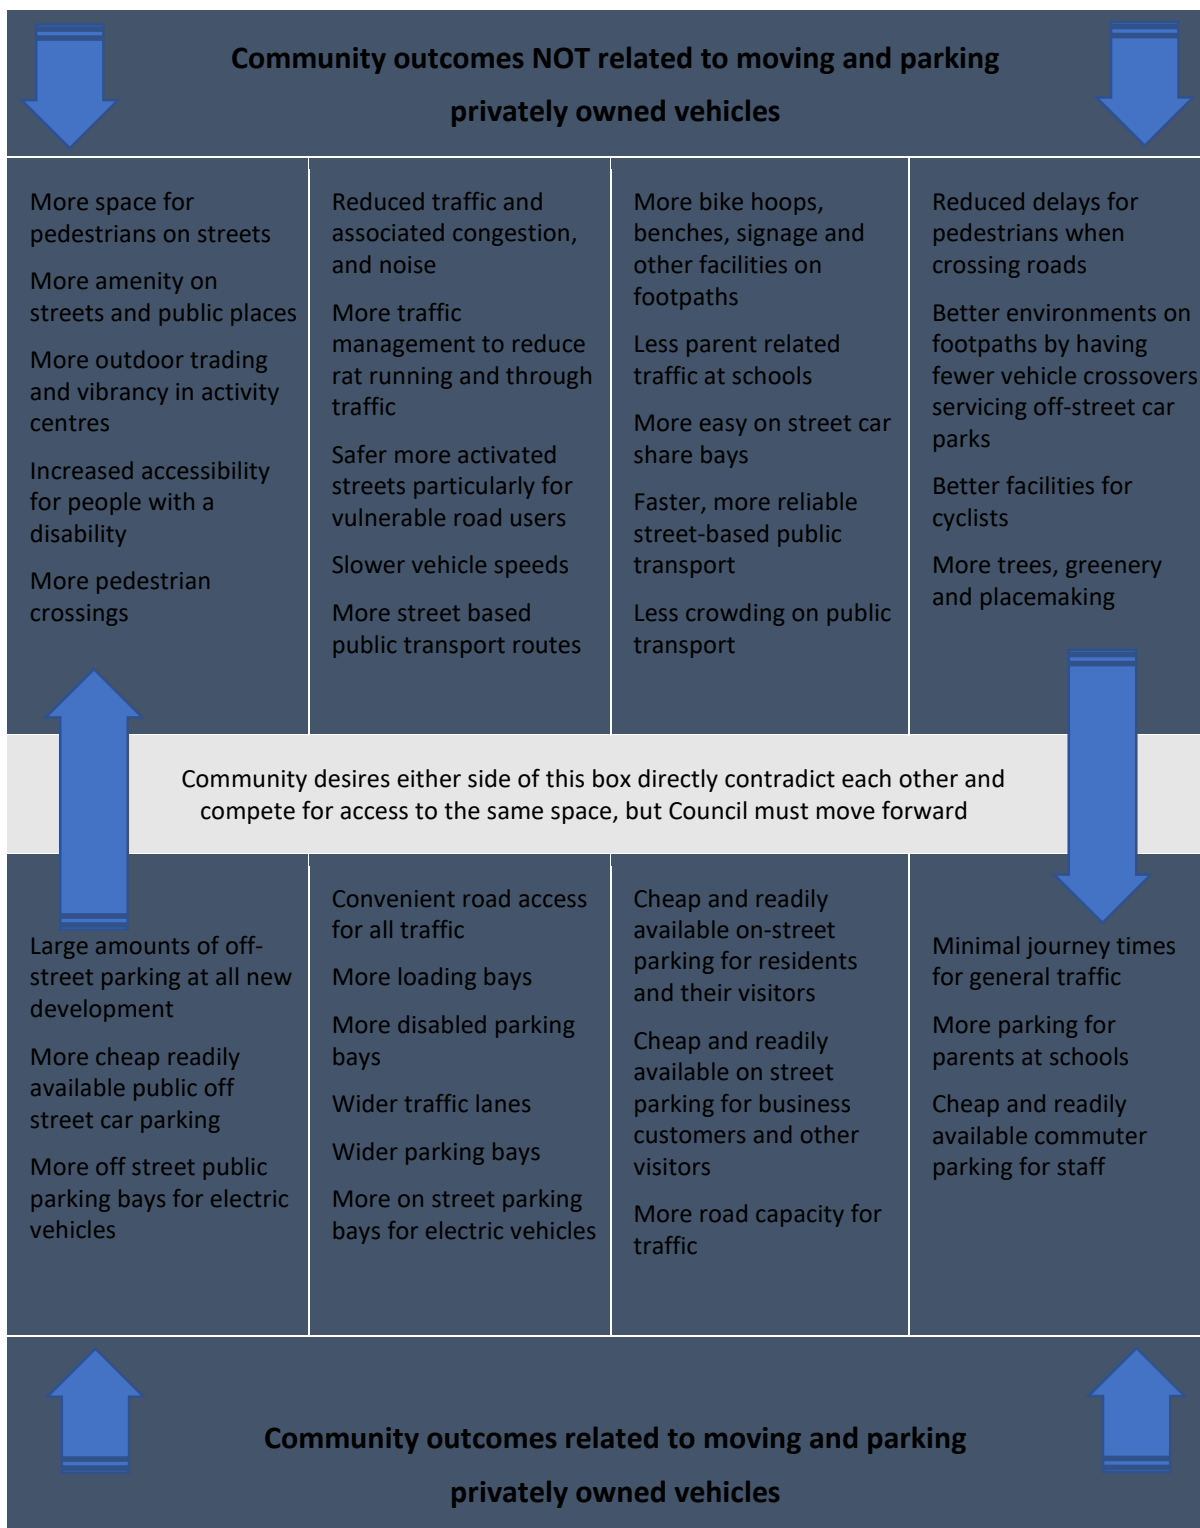 Community outcomes NOT related to moving and parking
privately owned vehicles
More space for
pedestrians on streets
More amenity on
streets and public places
More outdoor trading
and vibrancy in activity
centres
Increased accessibility
for people with a
disability
More pedestrian
crossings
Reduced traffic and
associated congestion,
and noise
More traffic
management to reduce
rat running and through
traffic
Safer more activated
streets particularly for
vulnerable road users
Slower vehicle speeds
More street based
public transport routes
More bike hoops,
benches, signage and
other facilities on
footpaths
Less parent related
traffic at schools
More easy on street car
share bays
Faster, more reliable
street-based public
transport
Less crowding on public
transport
Reduced delays for
pedestrians when
crossing roads
Better environments on
footpaths by having
fewer vehicle crossovers
servicing off-street car
parks
Better facilities for
cyclists
More trees, greenery
and placemaking
Community desires either side of this box directly contradict each other and
compete for access to the same space, but Council must move forward
Large amounts of off-
street parking at all new
development
More cheap readily
available public off
street car parking
More off street public
parking bays for electric
vehicles
Convenient road access
for all traffic
More loading bays
More disabled parking
bays
Wider traffic lanes
Wider parking bays
More on street parking
bays for electric vehicles
Cheap and readily
available on-street
parking for residents
and their visitors
Cheap and readily
available on street
parking for business
customers and other
visitors
More road capacity for
traffic
Minimal journey times
for general traffic
More parking for
parents at schools
Cheap and readily
available commuter
parking for staff
Community outcomes related to moving and parking
privately owned vehicles